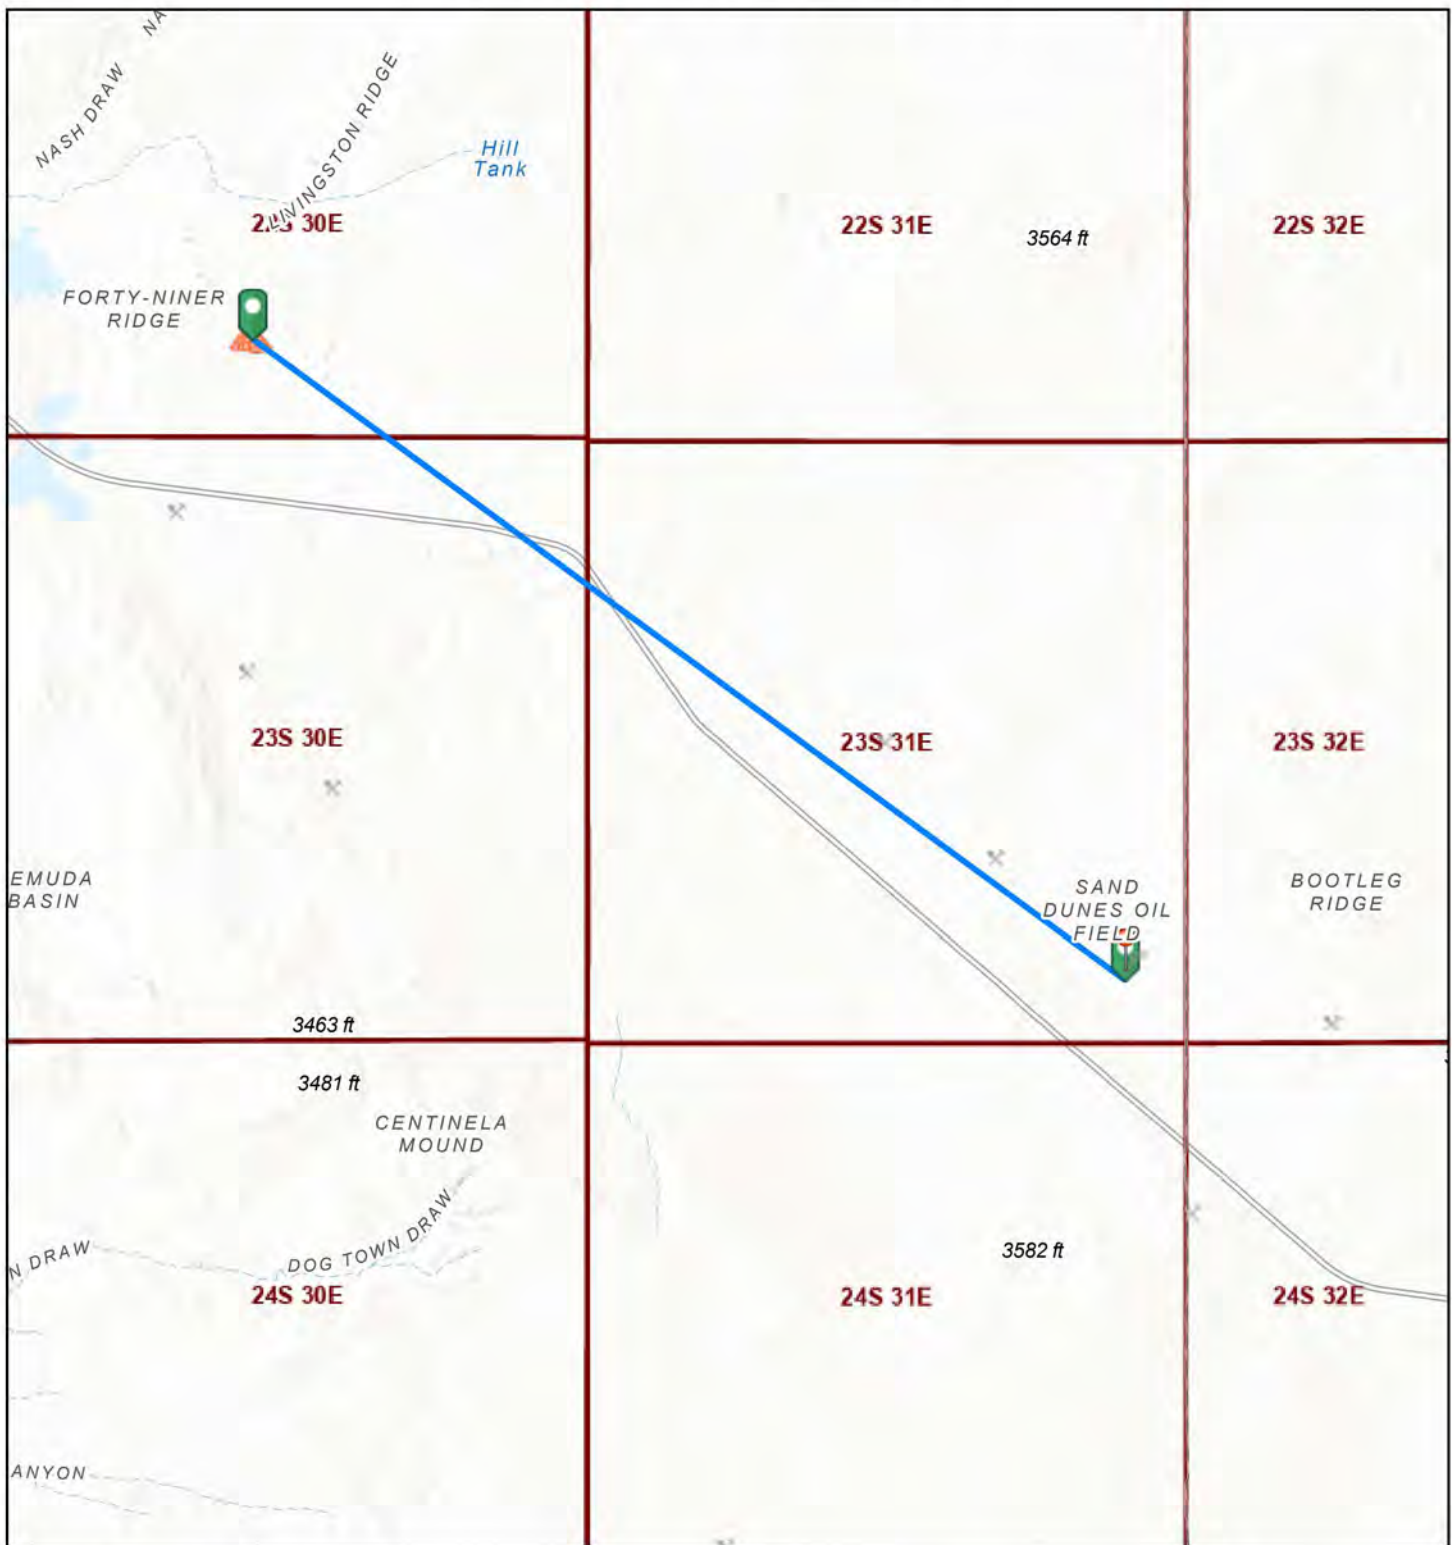 NA
NASH DRAW
LIVINGSTON RIDGE
Hill
Tank
22S 30E
22S 31E
3564 ft
22S 32E
FORTY-NINER
RIDGE
23S 30E
23S 31E
23S 32E
EMUDA
BASIN
SAND
DUNES OIL
FIELD
BOOTLEG
RIDGE
3463 ft
3481 ft
CENTINELA
MOUND
N DRAW
DOG TOWN DRAW
3582 ft
24S 30E
24S 31E
24S 32E
ANYON